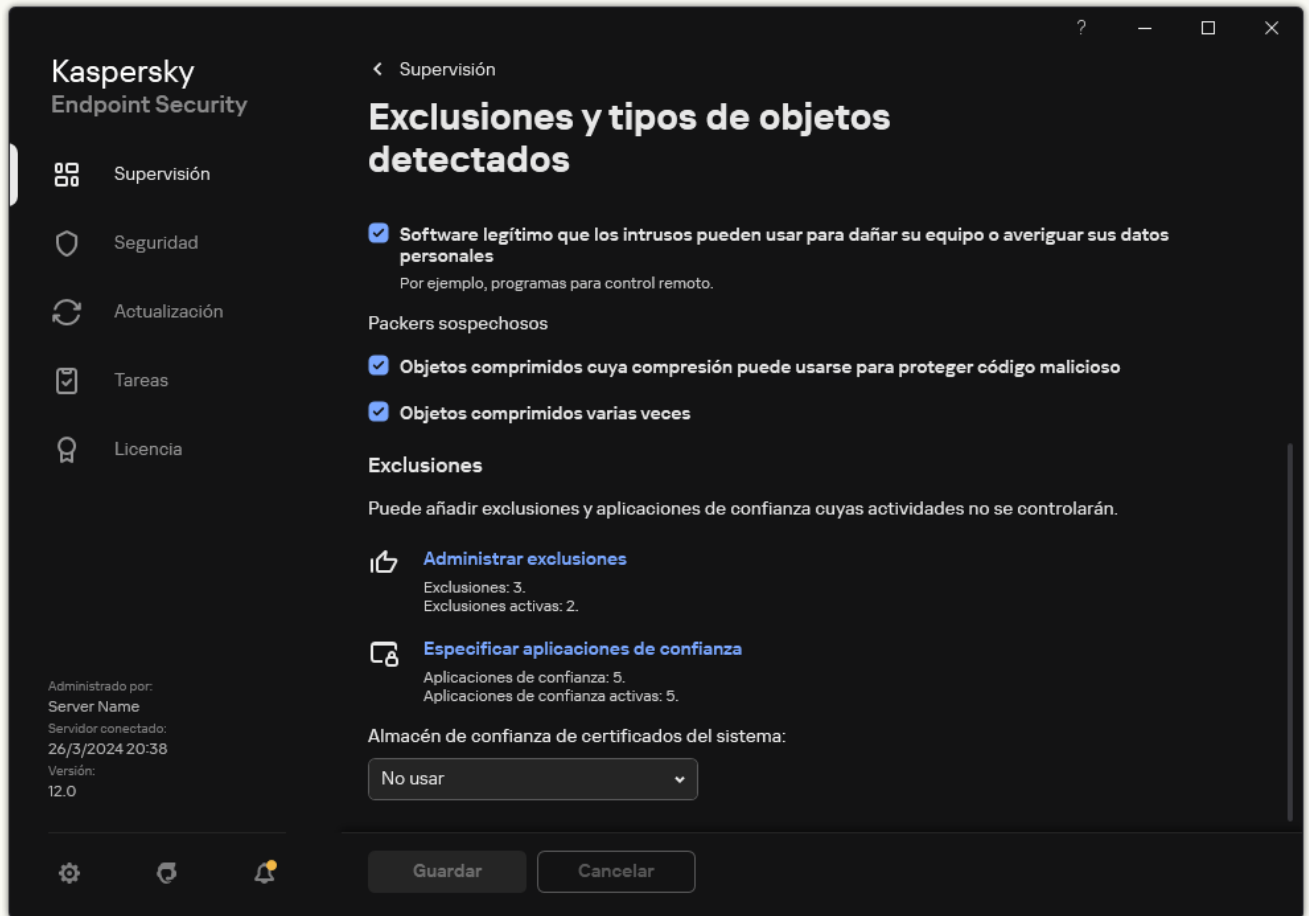 Kaspersky
Endpoint Security
Supervisión
Seguridad
Actualización
Tareas
Licencia
Administrado por:
Server Name
Servidor conectado:
26/3/2024 20:38
Versión:
12.0
?
Supervisión
Exclusiones y tipos de objetos
detectados
Software legítimo que los intrusos pueden usar para dañar su equipo o averiguar sus datos
personales
Por ejemplo, programas para control remoto.
Packers sospechosos
Objetos comprimidos cuya compresión puede usarse para proteger código malicioso
Objetos comprimidos varias veces
Exclusiones
Puede añadir exclusiones y aplicaciones de confianza cuyas actividades no se controlarán.
Administrar exclusiones
Exclusiones: 3.
Exclusiones activas: 2.
Especificar aplicaciones de confianza
Aplicaciones de confianza: 5.
Aplicaciones de confianza activas: 5.
Almacén de confianza de certificados del sistema:
No usar
Guardar
Cancelar